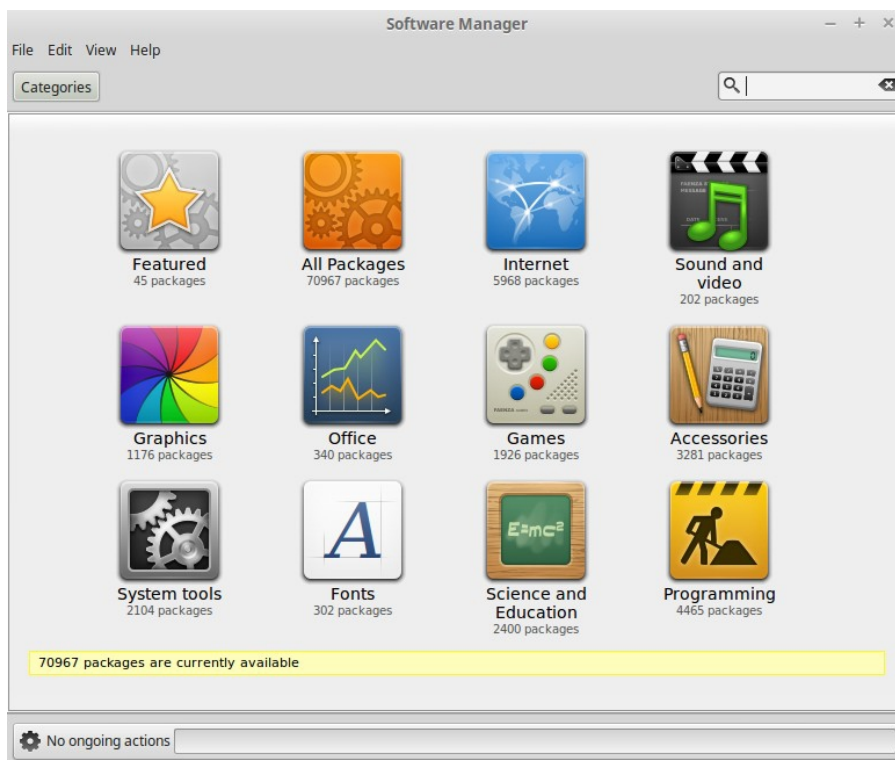 Software Manager
File Edit View Help
Categories
Featured
45 packages
All Packages
70967 packages
Internet
5968 packages
Sound and
video
202 packages
Graphics
1176 packages
Office
340 packages
Games
1926 packages
Accessories
3281 packages
System tools
2104 packages
A
Fonts
302 packages
E=mc²
Science and
Education
2400 packages
Programming
4465 packages
70967 packages are currently available
No ongoing actions